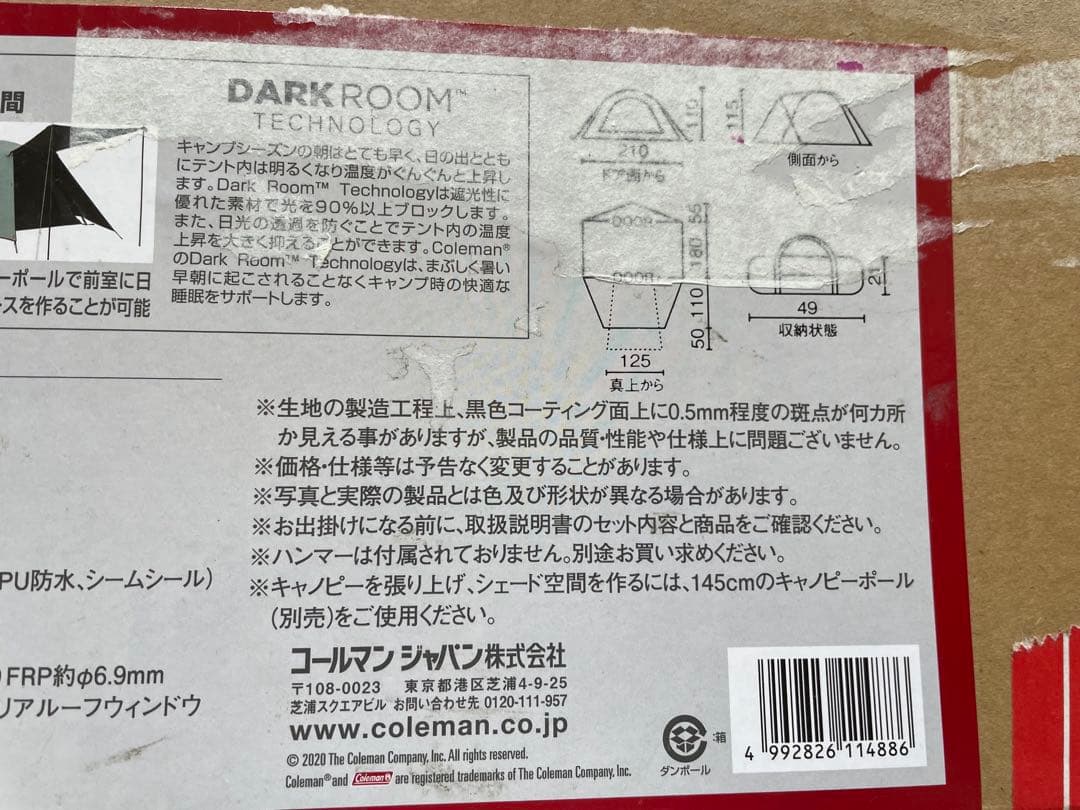 間
ーポールで前室に日
ースを作ることが可能
DARK ROOM™
TECHNOLOGY
キャンプシーズンの朝はとても早く、日の出ととも
にテント内は明るくなり温度がぐんぐんと上昇し
ます。Dark Room™ Technologyは遮光性に
優れた素材で光を90%以上ブロックします。
また、日光の透過を防ぐことでテント内の温度
上昇を大きく抑えることができます。Coleman®
のDark Room™ Technologyは、まぶしく暑い
早朝に起こされることなくキャンプ時の快適な
睡眠をサポートします。
110
210
ドア面から
115
側面から
DOOR
DOOR
55
180
110
50
125
真上から
21
49
収納状態
※生地の製造工程上、黒色コーティング面上に0.5mm程度の斑点が何カ所
か見える事がありますが、製品の品質・性能や仕様上に問題ございません。
※価格・仕様等は予告なく変更することがあります。
※写真と実際の製品とは色及び形状が異なる場合があります。
※お出掛けになる前に、取扱説明書のセット内容と商品をご確認ください。
※ハンマーは付属されておりません。別途お買い求めください。
※キャノピーを張り上げ、シェード空間を作るには、145cmのキャノピーポール
(別売)をご使用ください。
PU防水、シームシール)
FRP約φ6.9mm
リアルーフウィンドウ
コールマン ジャパン株式会社
〒108-0023 東京都港区芝浦4-9-25
芝浦スクエアビル お問い合わせ先 0120-111-957
www.coleman.co.jp
© 2020 The Coleman Company, Inc. All rights reserved.
Coleman® and Coleman are registered trademarks of The Coleman Company, Inc.
:箱
ダンボール
4 992826 114886